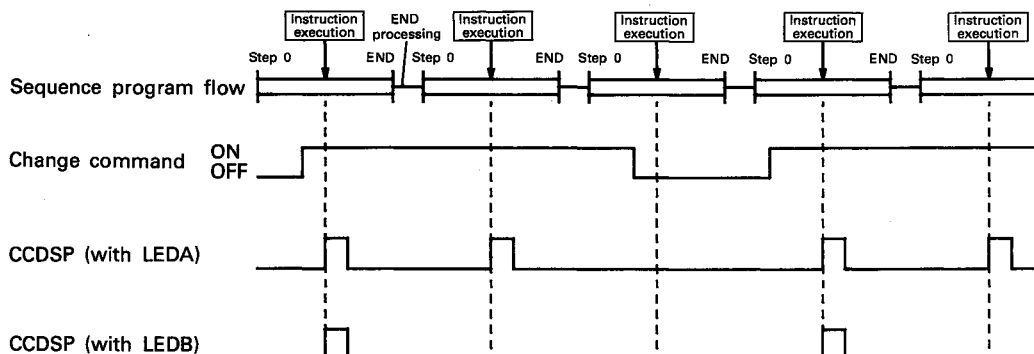 Instruction execution
END processing
Instruction execution
Instruction execution
Instruction execution
Instruction execution
Step 0 END Step 0 END Step 0 END Step 0 END Step 0
Sequence program flow
Change command ON
OFF
CCDSP (with LEDA)
CCDSP (with LEDB)